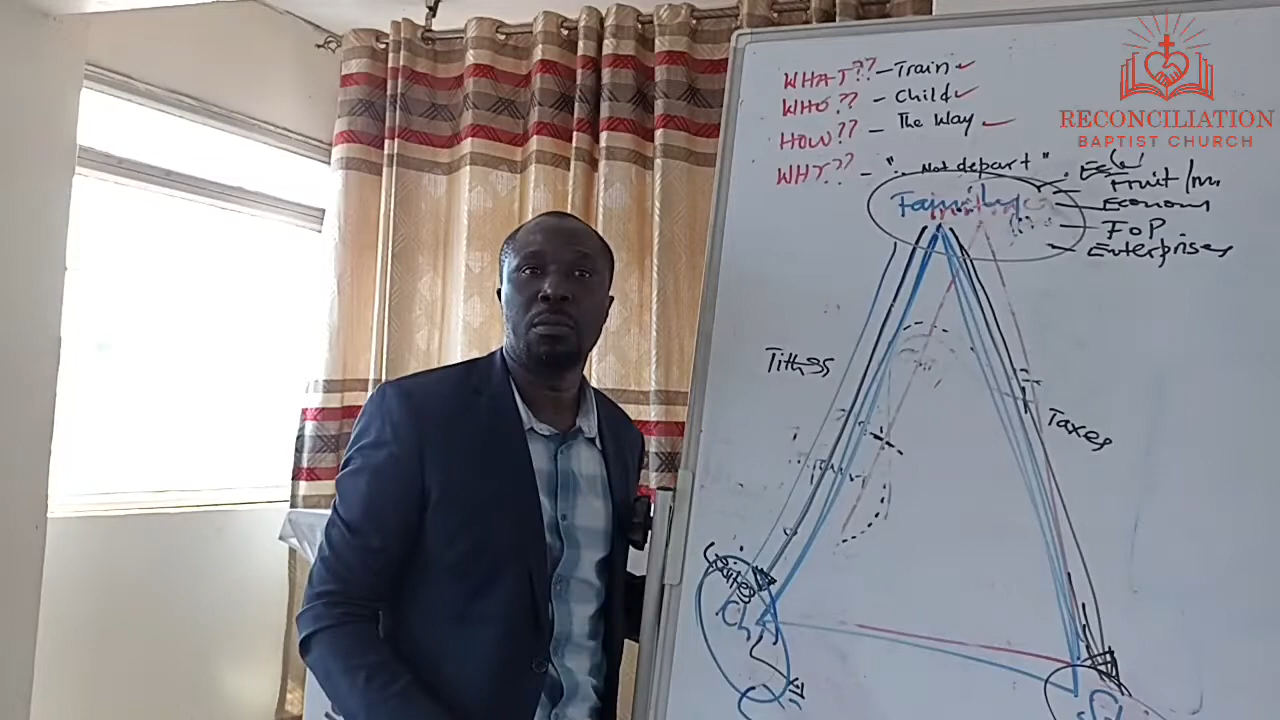 WHAT?? - Train ✓
WHO?? - Child ✓
HOW?? - The Way ✓
WHY?? - ".. Not depart"
RECONCILIATION
BAPTIST CHURCH
Family
Fruit
Economy
FoP
Enterprises
Tithes
Taxes